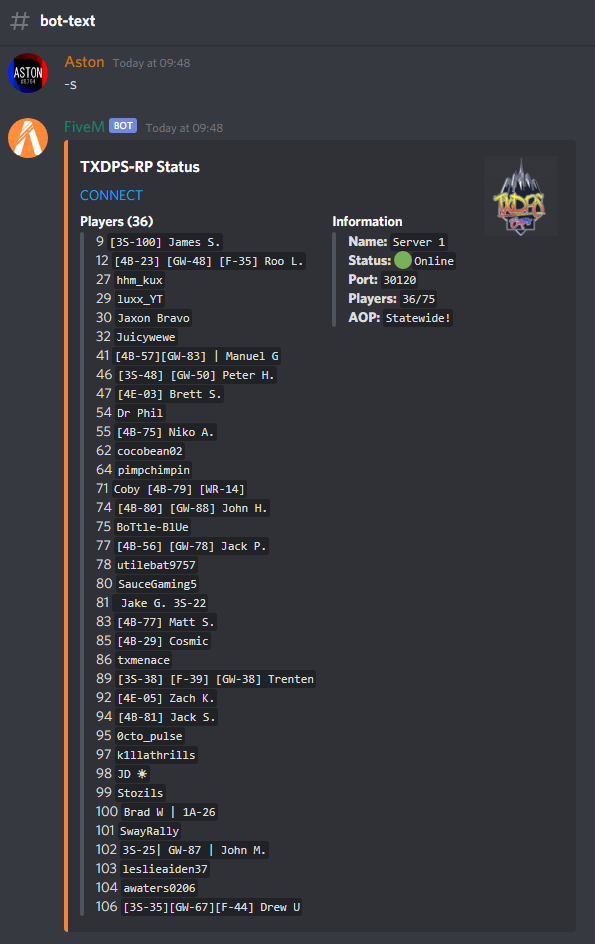 # bot-text
Aston Today at 09:48
-s
ASTON
#6764
FiveM BOT Today at 09:48
TXDPS-RP Status
CONNECT
Players (36)
9 [3S-100] James S.
12 [4B-23] [GW-48] [F-35] Roo L.
27 hhm_kux
29 luxx_YT
30 Jaxon Bravo
32 Juicywewe
41 [4B-57][GW-83] | Manuel G
46 [3S-48] [GW-50] Peter H.
47 [4E-03] Brett S.
54 Dr Phil
55 [4B-75] Niko A.
62 cocobean02
64 pimpchimpin
71 Coby [4B-79] [WR-14]
74 [4B-80] [GW-88] John H.
75 BoTtle-BlUe
77 [4B-56] [GW-78] Jack P.
78 utilebat9757
80 SauceGaming5
81 Jake G. 3S-22
83 [4B-77] Matt S.
85 [4B-29] Cosmic
86 txmenace
89 [3S-38] [F-39] [GW-38] Trenten
92 [4E-05] Zach K.
94 [4B-81] Jack S.
95 0cto_pulse
97 k1llathrills
98 JD ☀
99 Stozils
100 Brad W | 1A-26
101 SwayRally
102 3S-25| GW-87 | John M.
103 leslieaiden37
104 awaters0206
106 [3S-35][GW-67][F-44] Drew U
Information
Name: Server 1
Status: 🟢 Online
Port: 30120
Players: 36/75
AOP: Statewide!
TXDPS